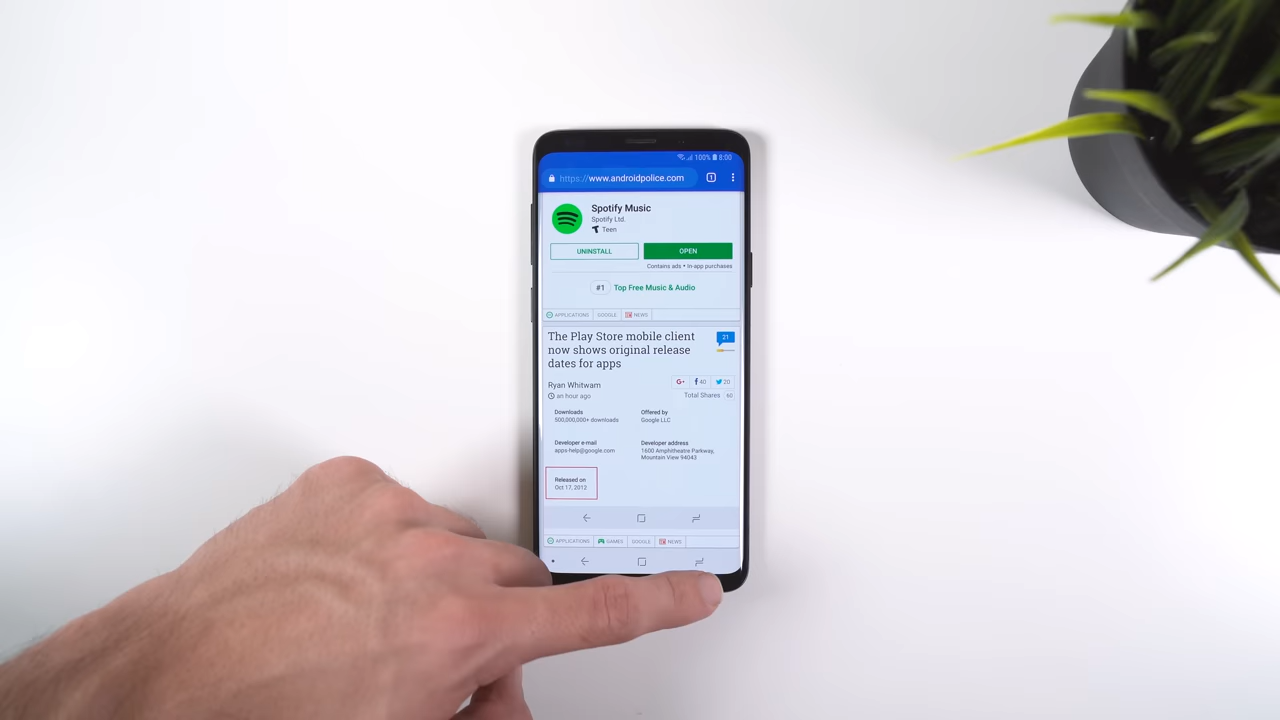 100% 8:00
https://www.androidpolice.com 1
Spotify Music
Spotify Ltd.
Teen
UNINSTALL OPEN
Contains ads • In-app purchases
#1 Top Free Music & Audio
APPLICATIONS GOOGLE NEWS
The Play Store mobile client
now shows original release
dates for apps
21
Ryan Whitwam
G+ f 40 20
an hour ago
Total Shares 60
Downloads
500,000,000+ downloads
Offered by
Google LLC
Developer e-mail
apps-help@google.com
Developer address
1600 Amphitheatre Parkway,
Mountain View 94043
Released on
Oct 17, 2012
APPLICATIONS GAMES GOOGLE NEWS